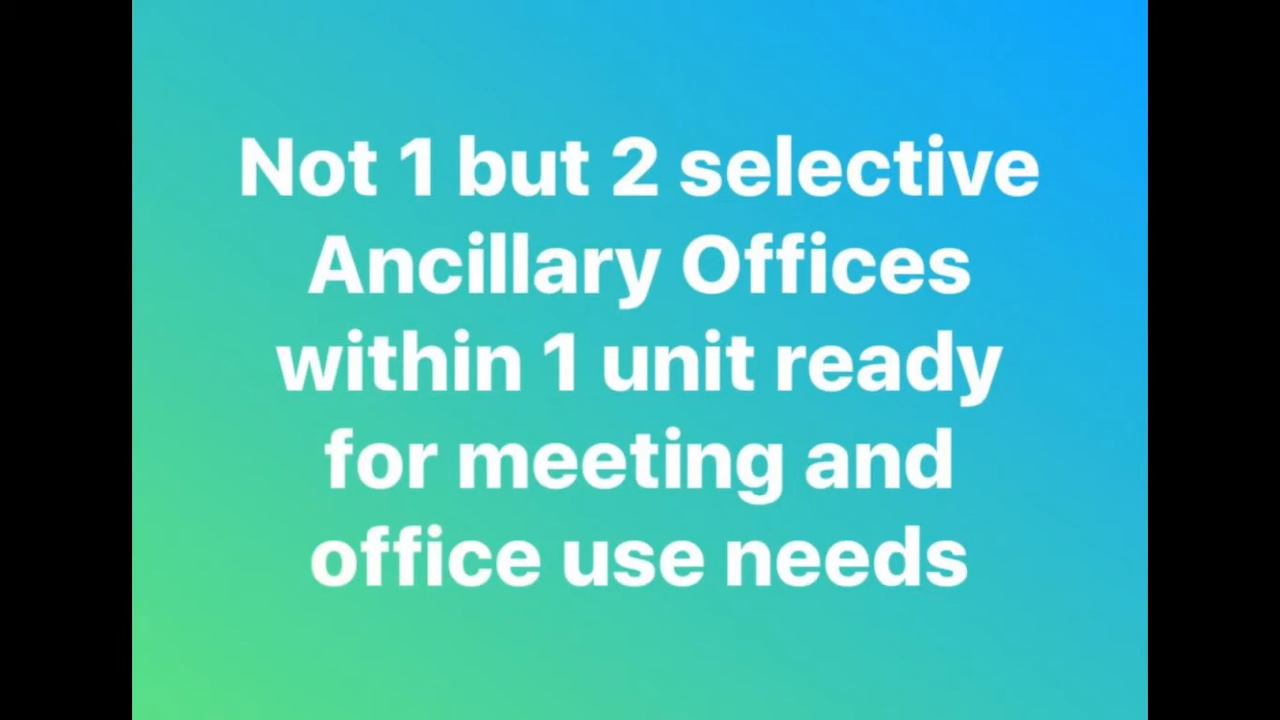 Not 1 but 2 selective
Ancillary Offices
within 1 unit ready
for meeting and
office use needs